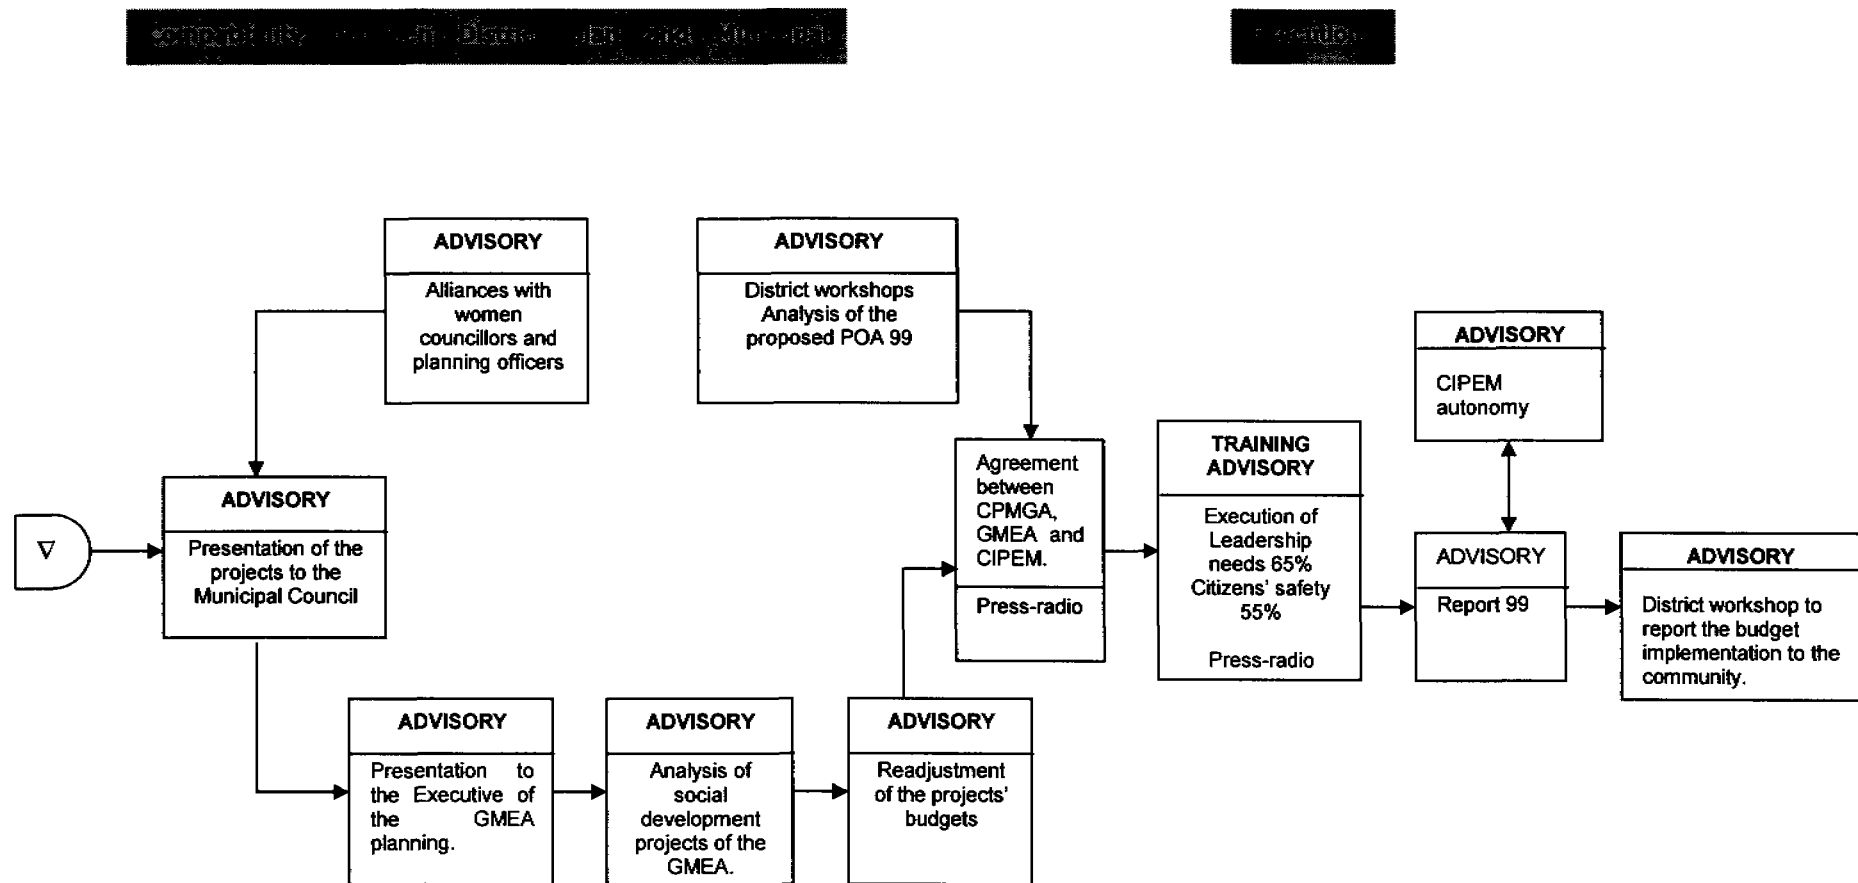 District
ADVISORY
Alliances with
women
councillors and
planning officers
ADVISORY
District workshops
Analysis of the
proposed POA 99
ADVISORY
CIPEM
autonomy
∇
ADVISORY
Presentation of the
projects to the
Municipal Council
Agreement
between
CPMGA,
GMEA and
CIPEM.
Press-radio
TRAINING
ADVISORY
Execution of
Leadership
needs 65%
Citizens' safety
55%
Press-radio
ADVISORY
Report 99
ADVISORY
District workshop to
report the budget
implementation to the
community.
ADVISORY
Presentation to
the Executive of
the GMEA
planning.
ADVISORY
Analysis of
social
development
projects of the
GMEA.
ADVISORY
Readjustment
of the projects'
budgets